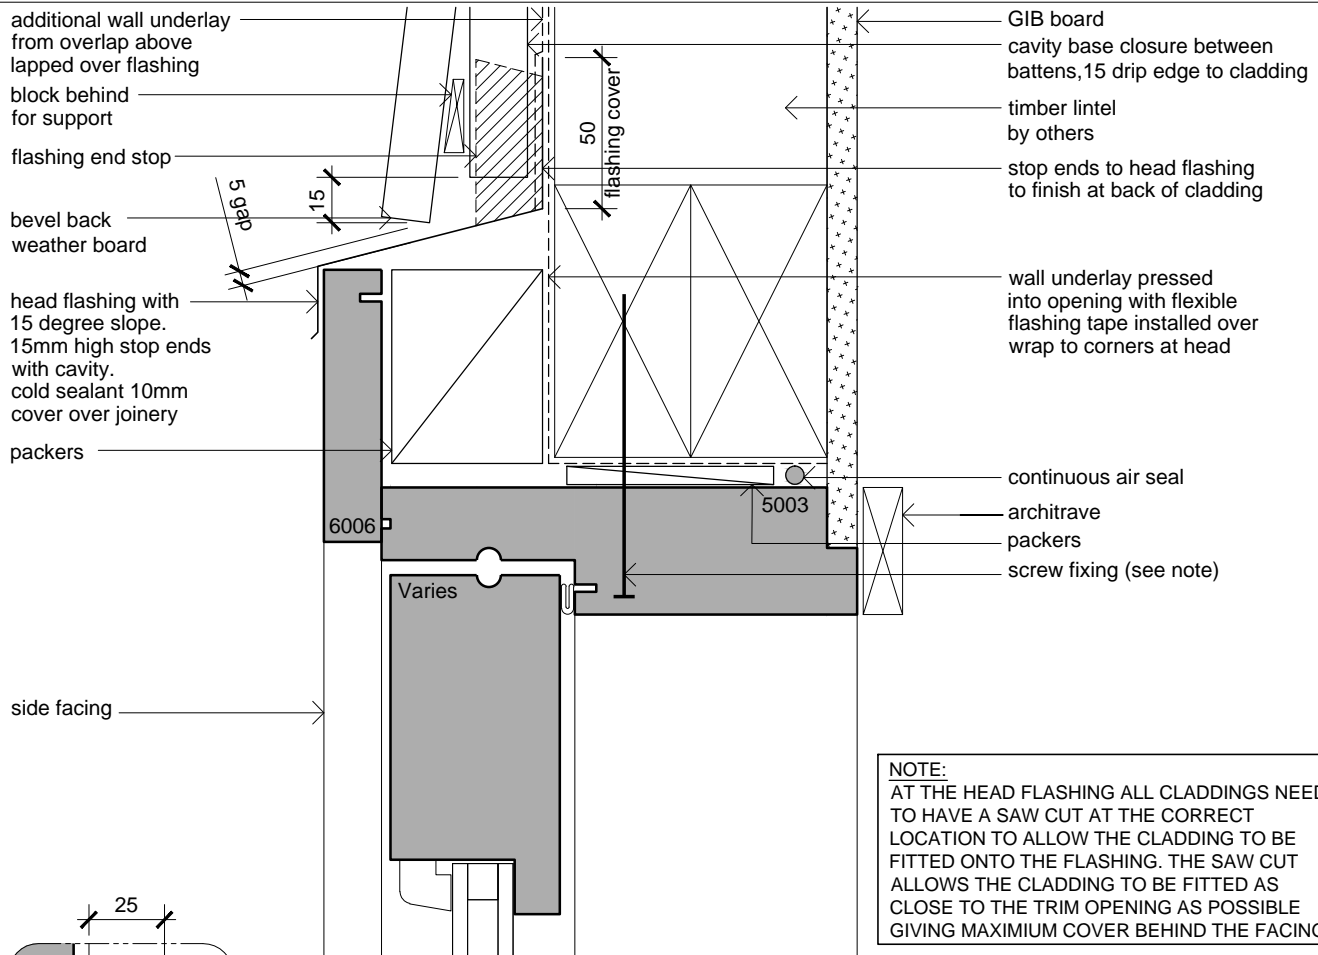 additional wall underlay
from overlap above
lapped over flashing
block behind
for support
flashing end stop
5 gap
15
bevel back
weather board
head flashing with
15 degree slope.
15mm high stop ends
with cavity.
cold sealant 10mm
cover over joinery
packers
side facing
25
50
flashing cover
6006
5003
Varies
GIB board
cavity base closure between
battens,15 drip edge to cladding
timber lintel
by others
stop ends to head flashing
to finish at back of cladding
wall underlay pressed
into opening with flexible
flashing tape installed over
wrap to corners at head
continuous air seal
architrave
packers
screw fixing (see note)
NOTE:
AT THE HEAD FLASHING ALL CLADDINGS NEED
TO HAVE A SAW CUT AT THE CORRECT
LOCATION TO ALLOW THE CLADDING TO BE
FITTED ONTO THE FLASHING. THE SAW CUT
ALLOWS THE CLADDING TO BE FITTED AS
CLOSE TO THE TRIM OPENING AS POSSIBLE
GIVING MAXIMIUM COVER BEHIND THE FACING